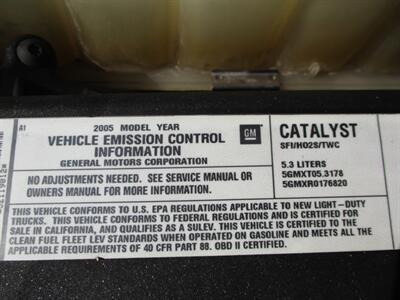 A1
2005 MODEL YEAR
VEHICLE EMISSION CONTROL
INFORMATION
GENERAL MOTORS CORPORATION
GM
CATALYST
SFI/HO2S/TWC
NO ADJUSTMENTS NEEDED. SEE SERVICE MANUAL OR
OWNERS MANUAL FOR MORE INFORMATION.
5.3 LITERS
5GMXT05.3178
5GMXR0176820
THIS VEHICLE CONFORMS TO U.S. EPA REGULATIONS APPLICABLE TO NEW LIGHT-DUTY
TRUCKS. THIS VEHICLE CONFORMS TO CALIFORNIA REGULATIONS AND IS CERTIFIED FOR
SALE IN CALIFORNIA, AND QUALIFIES AS A SULEV. THIS VEHICLE IS CERTIFIED TO
CLEAN FUEL FLEET LEV STANDARDS WHEN OPERATED ON GASOLINE AND MEETS ALL THE
APPLICABLE REQUIREMENTS OF 40 CFR PART 88. OBD II CERTIFIED.